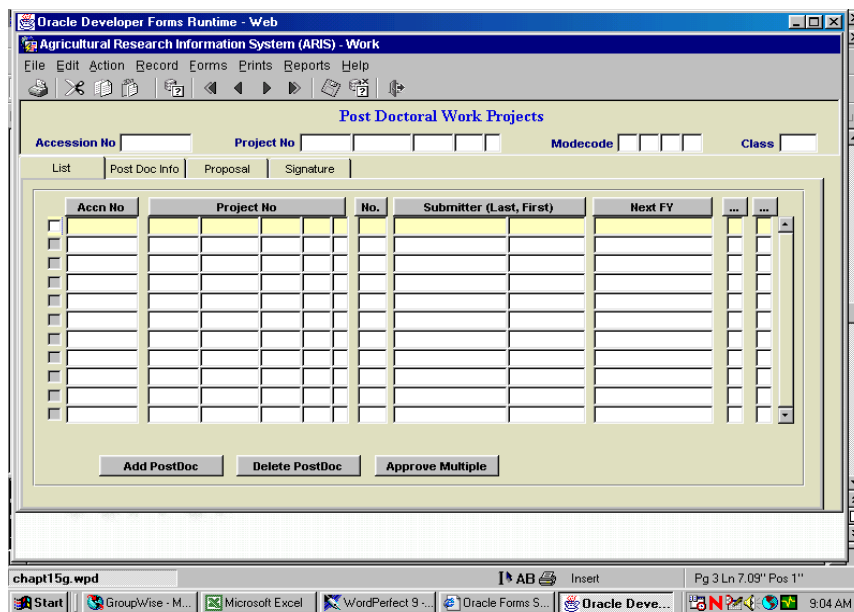 Oracle Developer Forms Runtime - Web
Agricultural Research Information System (ARIS) - Work
File Edit Action Record Forms Prints Reports Help
Post Doctoral Work Projects
Accession No Project No Modecode Class
List Post Doc Info Proposal Signature
Accn No Project No No. Submitter (Last, First) Next FY ... ...
Add PostDoc Delete PostDoc Approve Multiple
chapt15g.wpd AB Insert Pg 3 Ln 7.09" Pos 1"
Start GroupWise - M... Microsoft Excel WordPerfect 9 -... Oracle Forms S... Oracle Deve... N 9:04 AM